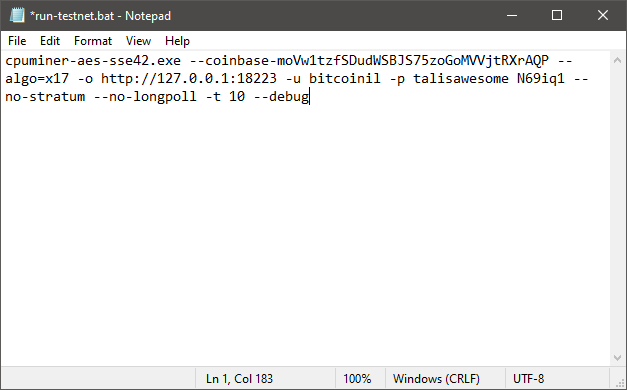 *run-testnet.bat - Notepad
File Edit Format View Help
cpuminer-aes-sse42.exe --coinbase-moVw1tzfSDudWSBJS75zoGoMVVjtRXrAQP --
algo=x17 -o http://127.0.0.1:18223 -u bitcoinil -p talisawesome N69iq1 --
no-stratum --no-longpoll -t 10 --debug
Ln 1, Col 183 100% Windows (CRLF) UTF-8